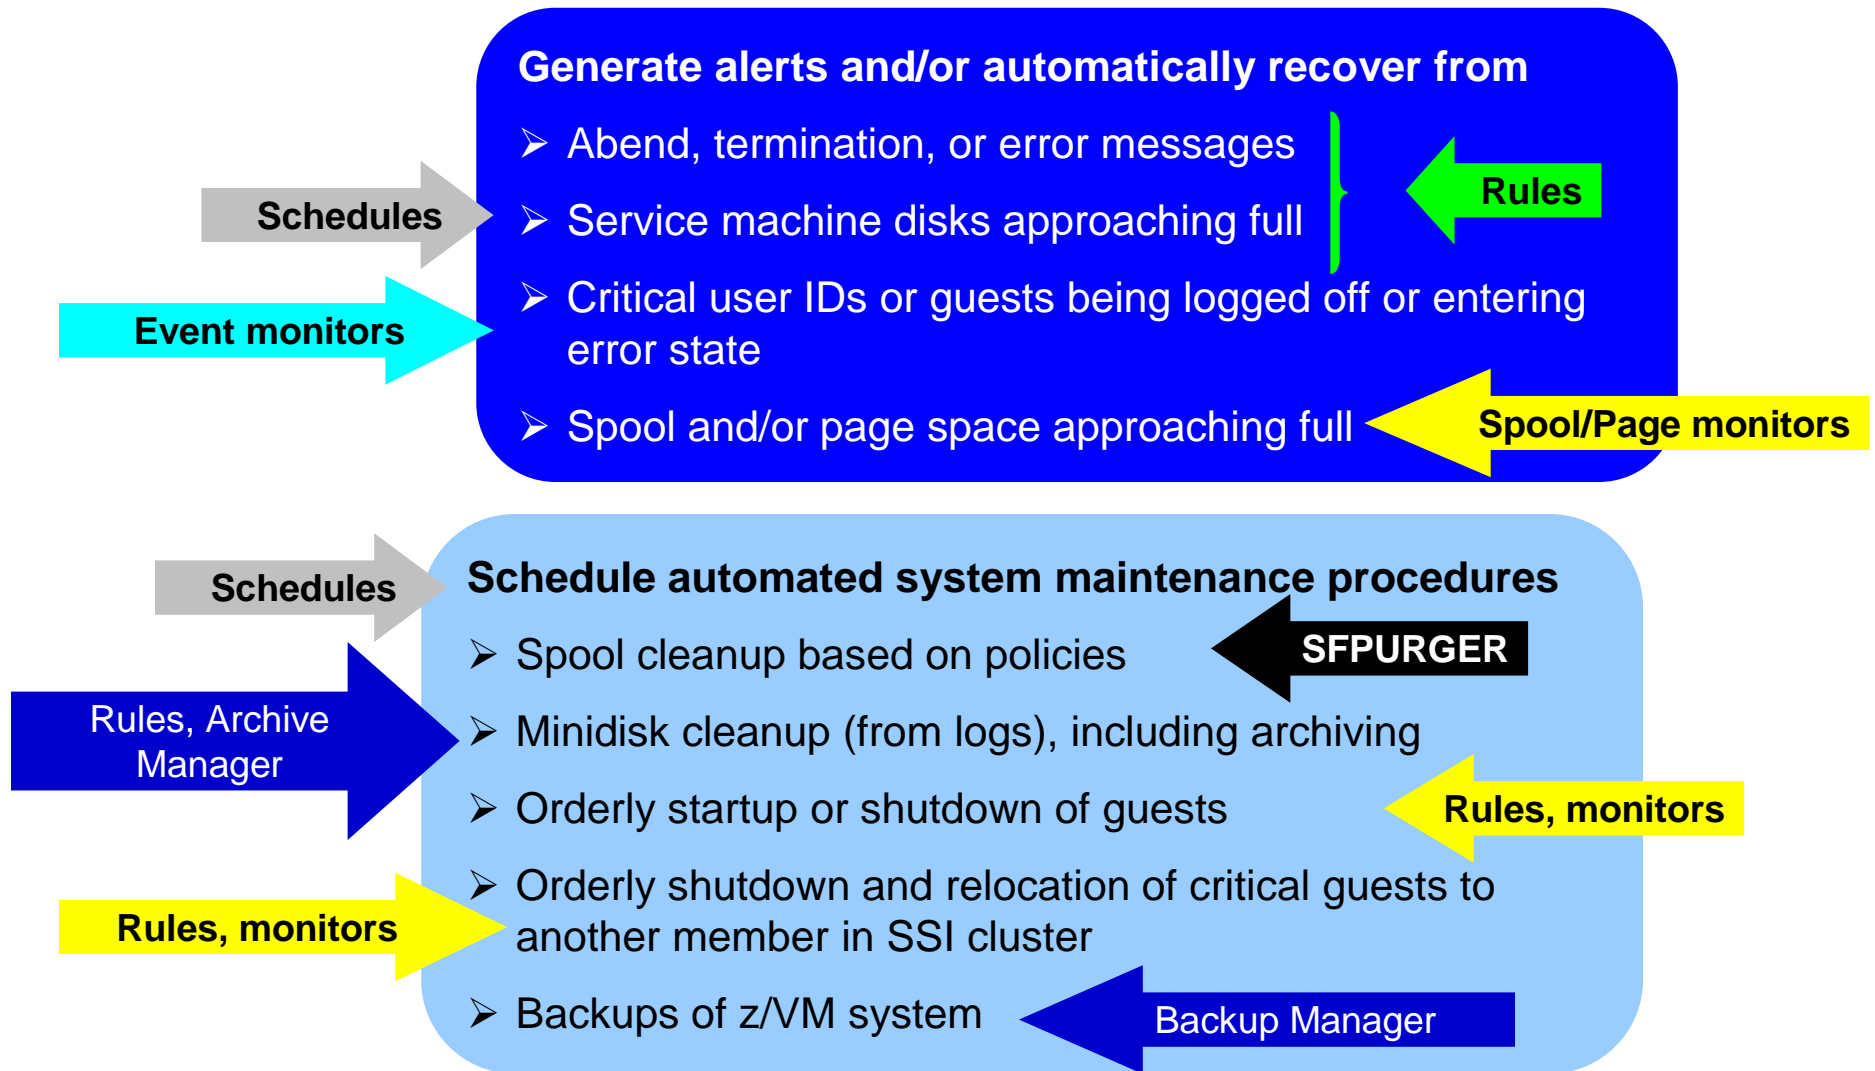 Generate alerts and/or automatically recover from
➢ Abend, termination, or error messages
Rules
Schedules
➢ Service machine disks approaching full
➢ Critical user IDs or guests being logged off or entering
error state
Event monitors
➢ Spool and/or page space approaching full
Spool/Page monitors
Schedules
Schedule automated system maintenance procedures
➢ Spool cleanup based on policies
SFPURGER
Rules, Archive
Manager
➢ Minidisk cleanup (from logs), including archiving
➢ Orderly startup or shutdown of guests
Rules, monitors
➢ Orderly shutdown and relocation of critical guests to
another member in SSI cluster
Rules, monitors
➢ Backups of z/VM system
Backup Manager